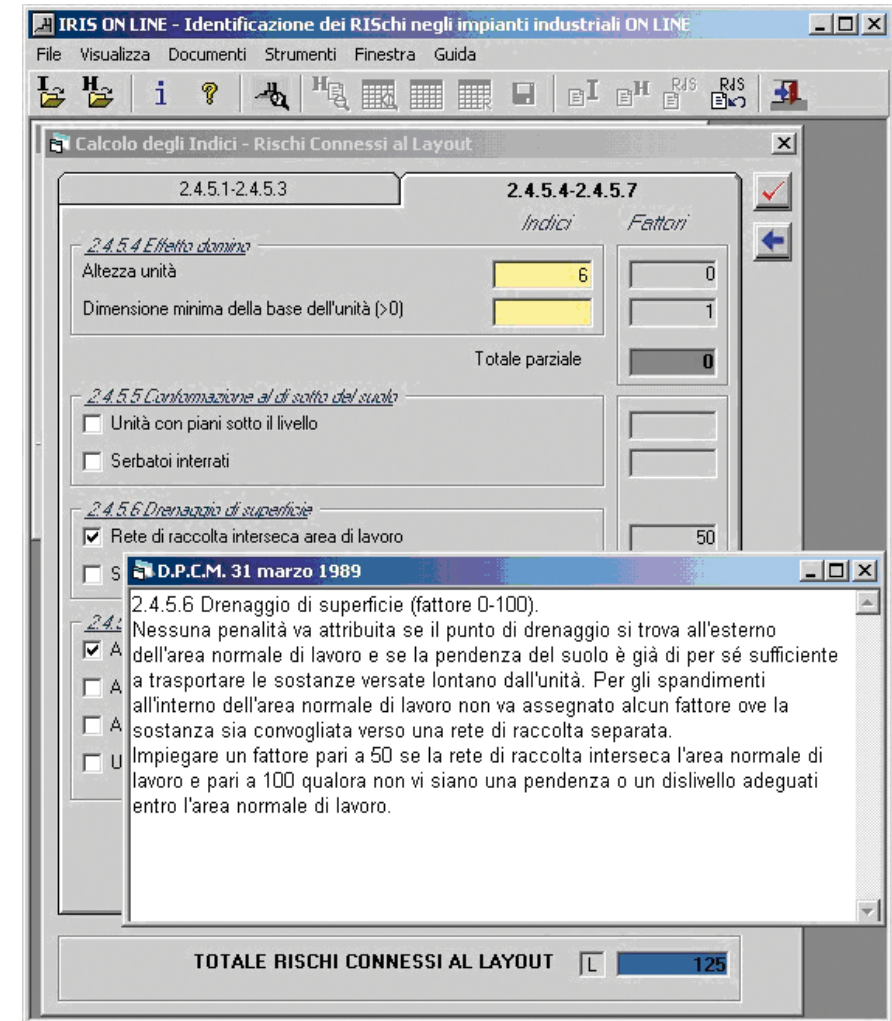 IRIS ON LINE - Identificazione dei RISchi negli impianti industriali ON LINE
File Visualizza Documenti Strumenti Finestra Guida
I H i ? H R I H RJS RJS
Calcolo degli Indici - Rischi Connessi al Layout
2.4.5.1-2.4.5.3 2.4.5.4-2.4.5.7
Indici Fattori
2.4.5.4 Effetto domino
Altezza unità 6 0
Dimensione minima della base dell'unità (>0) 1
Totale parziale 0
2.4.5.5 Conformazione al di sotto del suolo
Unità con piani sotto il livello
Serbatoi interrati
2.4.5.6 Drenaggio di superficie
Rete di raccolta interseca area di lavoro 50
S
D.P.C.M. 31 marzo 1989
2.4.5.6 Drenaggio di superficie (fattore 0-100).
Nessuna penalità va attribuita se il punto di drenaggio si trova all'esterno
dell'area normale di lavoro e se la pendenza del suolo è già di per sé sufficiente
a trasportare le sostanze versate lontano dall'unità. Per gli spandimenti
all'interno dell'area normale di lavoro non va assegnato alcun fattore ove la
sostanza sia convogliata verso una rete di raccolta separata.
Impiegare un fattore pari a 50 se la rete di raccolta interseca l'area normale di
lavoro e pari a 100 qualora non vi siano una pendenza o un dislivello adeguati
entro l'area normale di lavoro.
2.4.
A
A
A
U
TOTALE RISCHI CONNESSI AL LAYOUT L 125